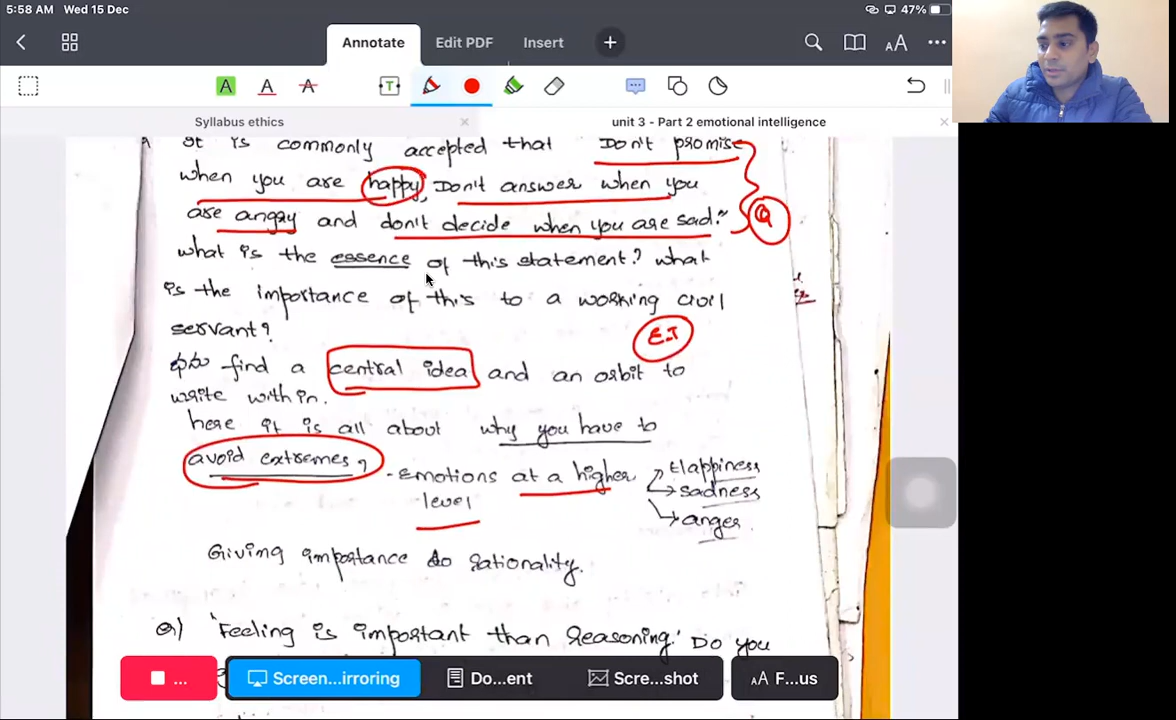 5:58 AM Wed 15 Dec
47%
Annotate
Edit PDF
Insert
AA
A A A T
Syllabus ethics
unit 3 - Part 2 emotional intelligence
It is commonly accepted that "Don't promise
when you are happy, Don't answer when you
are angry and don't decide when you are sad."
Q
what is the essence of this statement? what
is the importance of this to a working civil
servant?
E.I
find a central idea and an orbit to
write with in.
here it is all about why you have to
avoid extremes,
- Emotions at a higher
level
Happiness
sadness
anger
Giving importance to rationality.
Q) 'Feeling is important than Reasoning.' Do you
...
Screen...irroring
Do...ent
Scre...shot
AA F...us